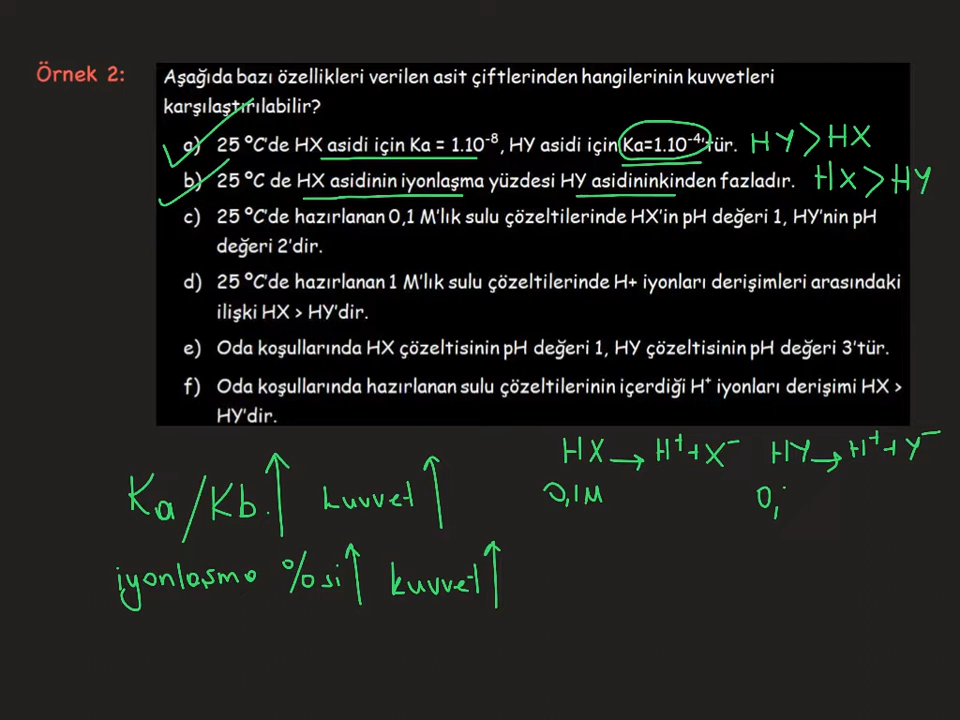 Örnek 2:
Aşağıda bazı özellikleri verilen asit çiftlerinden hangilerinin kuvvetleri
karşılaştırılabilir?
a) 25 ºC'de HX asidi için Ka = 1.10⁻⁸, HY asidi için Ka=1.10⁻⁴'tür. HY > HX
b) 25 ºC de HX asidinin iyonlaşma yüzdesi HY asidininkinden fazladır. HX > HY
c) 25 ºC'de hazırlanan 0,1 M'lık sulu çözeltilerinde HX'in pH değeri 1, HY'nin pH
değeri 2'dir.
d) 25 ºC'de hazırlanan 1 M'lık sulu çözeltilerinde H+ iyonları derişimleri arasındaki
ilişki HX > HY'dir.
e) Oda koşullarında HX çözeltisinin pH değeri 1, HY çözeltisinin pH değeri 3'tür.
f) Oda koşullarında hazırlanan sulu çözeltilerinin içerdiği H⁺ iyonları derişimi HX >
HY'dir.
HX → H⁺ + X⁻ HY → H⁺ + Y⁻
0,1M 0,
Ka/Kb ↑ kuvvet ↑
iyonlaşma %si ↑ kuvvet ↑